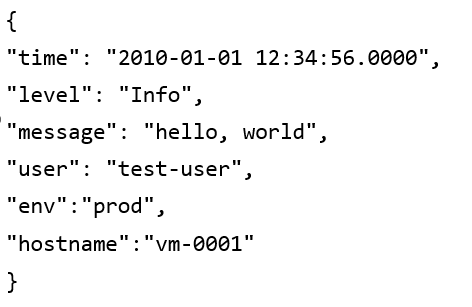 {
"time": "2010-01-01 12:34:56.0000",
"level": "Info",
"message": "hello, world",
"user": "test-user",
"env":"prod",
"hostname":"vm-0001"
}